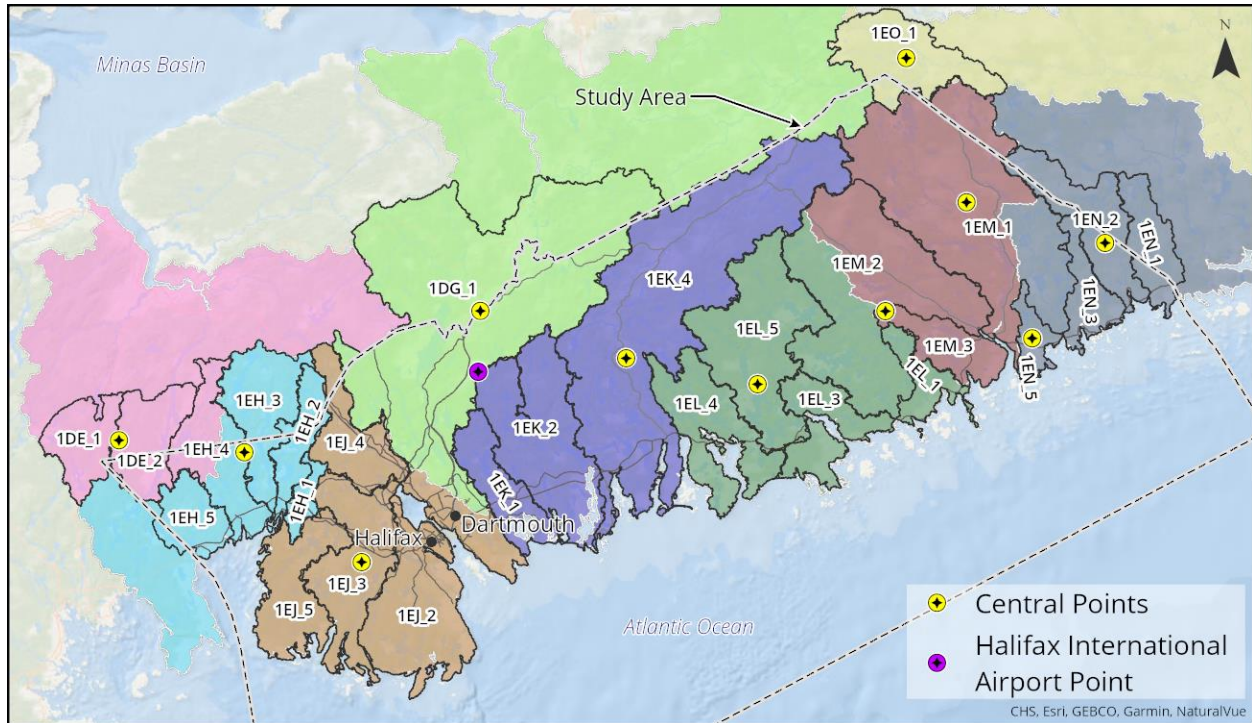 1EO_1
N
Minas Basin
Study Area
1EM_1
1EN_2
1EN_1
1EK_4
1EM_2
1DG_1
1EN_3
1EL_5
1EM_3
1EN_5
1EL_1
1EH_3
1EH_2
1EL_4
1EL_3
1EK_2
1DE_1
1EJ_4
1EH_4
1DE_2
1EK_1
1EH_1
1EH_5
Dartmouth
Halifax
1EJ_3
1EJ_5
1EJ_2
Atlantic Ocean
Central Points
Halifax International
Airport Point
CHS, Esri, GEBCO, Garmin, NaturalVue